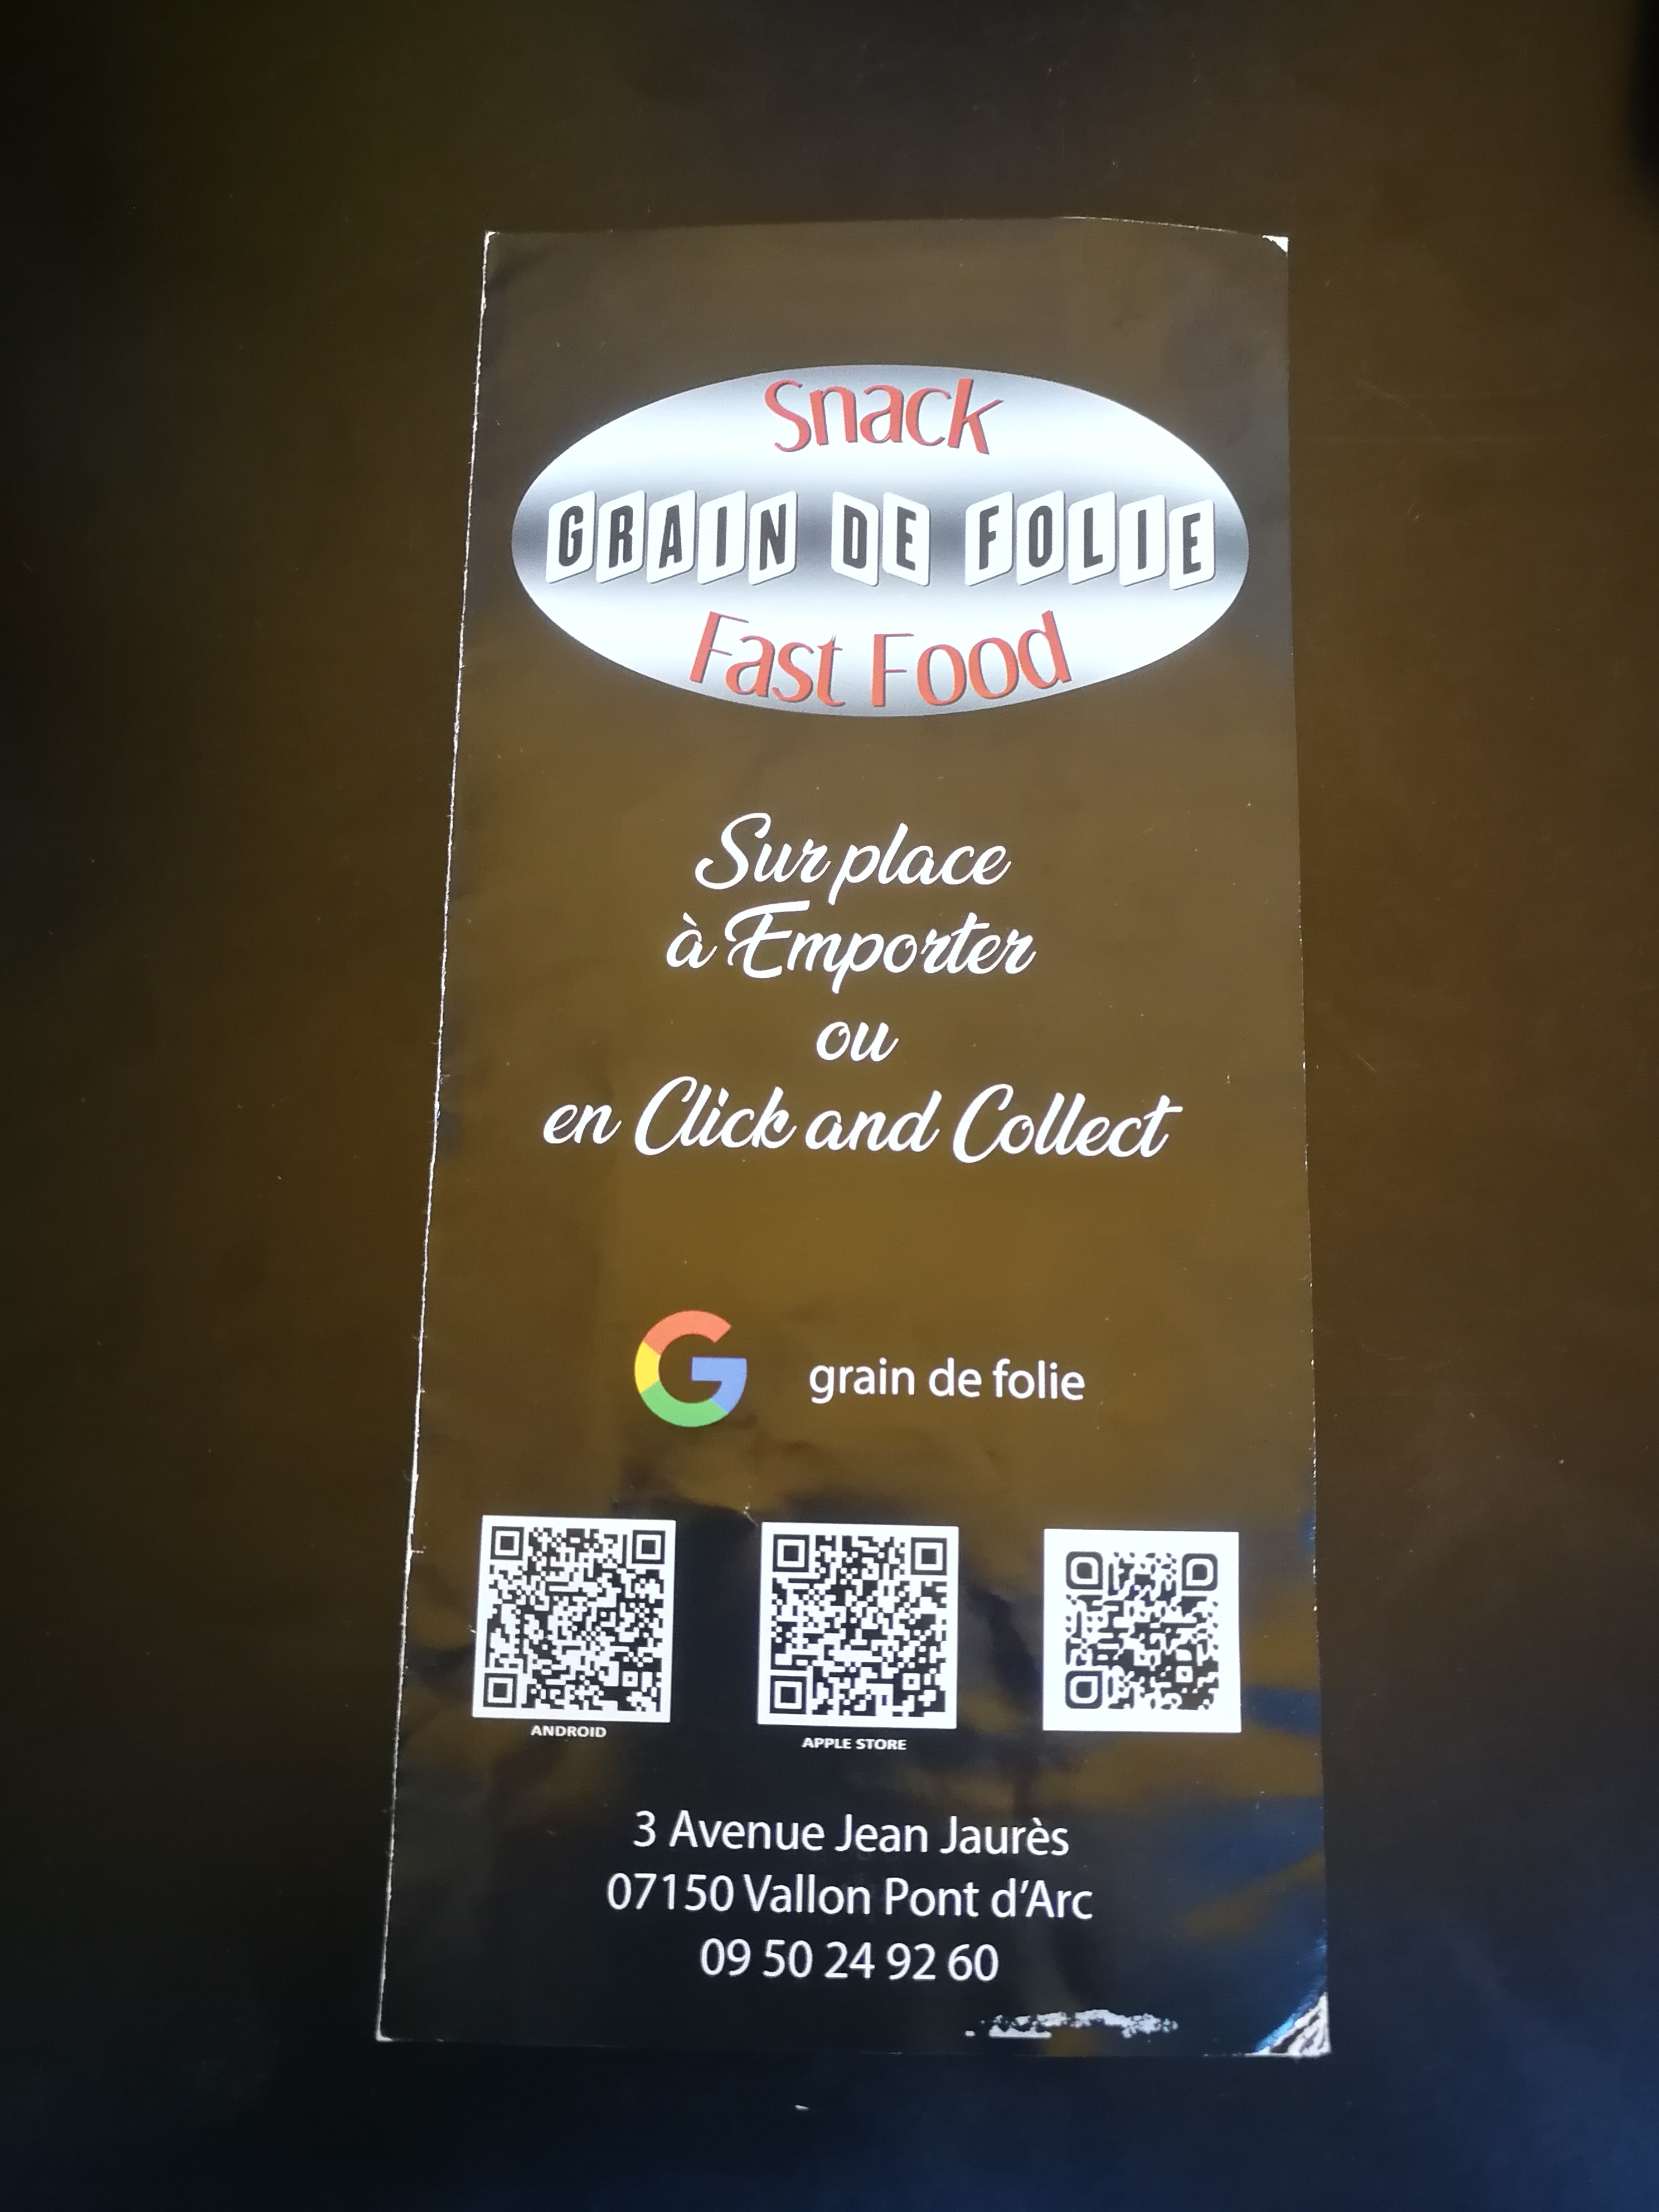 Snack
GRAIN DE FOLIE
Fast Food
Sur place
à Emporter
ou
en Click and Collect
G grain de folie
ANDROID
APPLE STORE
3 Avenue Jean Jaurès
07150 Vallon Pont d'Arc
09 50 24 92 60